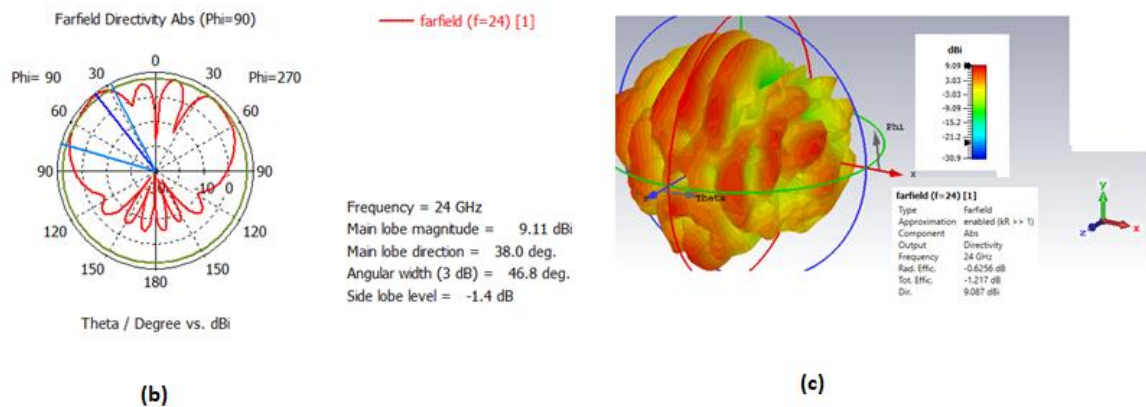 Farfield Directivity Abs (Phi=90)
farfield (f=24) [1]
0
30
30
Phi= 90
Phi=270
60
60
90
-10
0
90
120
120
150
150
180
Theta / Degree vs. dBi
Frequency = 24 GHz
Main lobe magnitude = 9.11 dBi
Main lobe direction = 38.0 deg.
Angular width (3 dB) = 46.8 deg.
Side lobe level = -1.4 dB
(b)
dBi
9.09
3.03
-3.03
-9.09
-15.2
-21.2
-30.9
Phi
x
z
Theta
farfield (f=24) [1]
Type Farfield
Approximation enabled (kR >> 1)
Component Abs
Output Directivity
Frequency 24 GHz
Rad. Effic. -0.6256 dB
Tot. Effic. -1.217 dB
Dir. 9.087 dBi
y
z
x
(c)